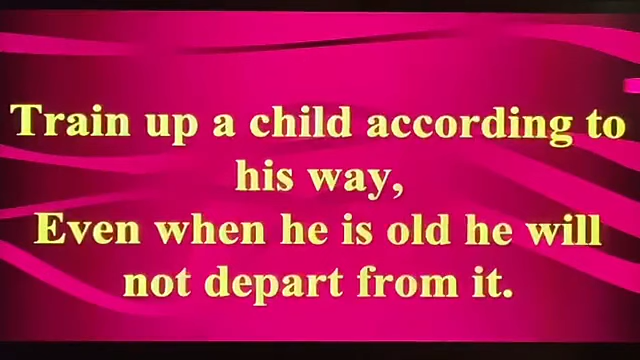 Train up a child according to
his way,
Even when he is old he will
not depart from it.